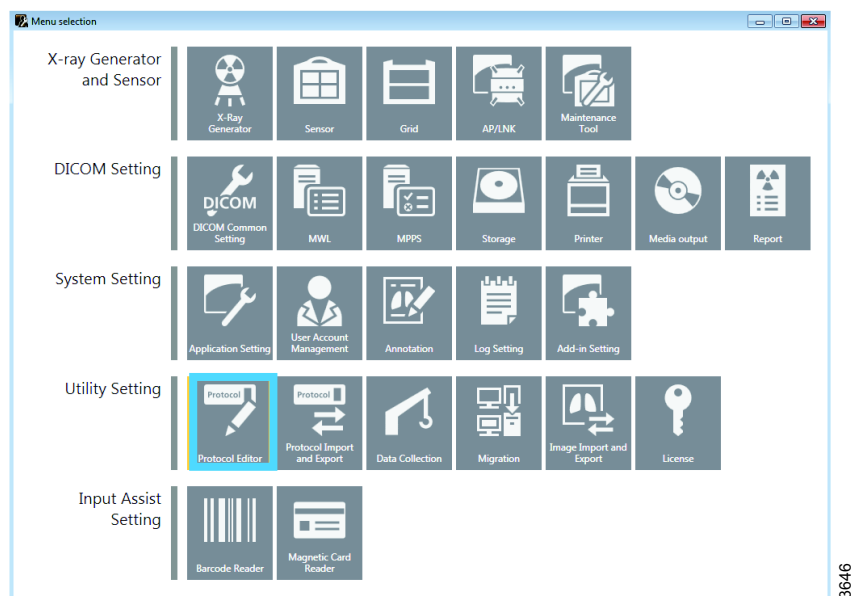 Menu selection
X-ray Generator
and Sensor
X-Ray
Generator
Sensor
Grid
AP/LNK
Maintenance
Tool
DICOM Setting
DICOM
DICOM Common
Setting
MWL
MPPS
Storage
Printer
Media output
Report
System Setting
Application Setting
User Account
Management
Annotation
Log Setting
Add-in Setting
Utility Setting
Protocol
Protocol Editor
Protocol
Protocol Import
and Export
Data Collection
Migration
Image Import and
Export
License
Input Assist
Setting
Barcode Reader
Magnetic Card
Reader